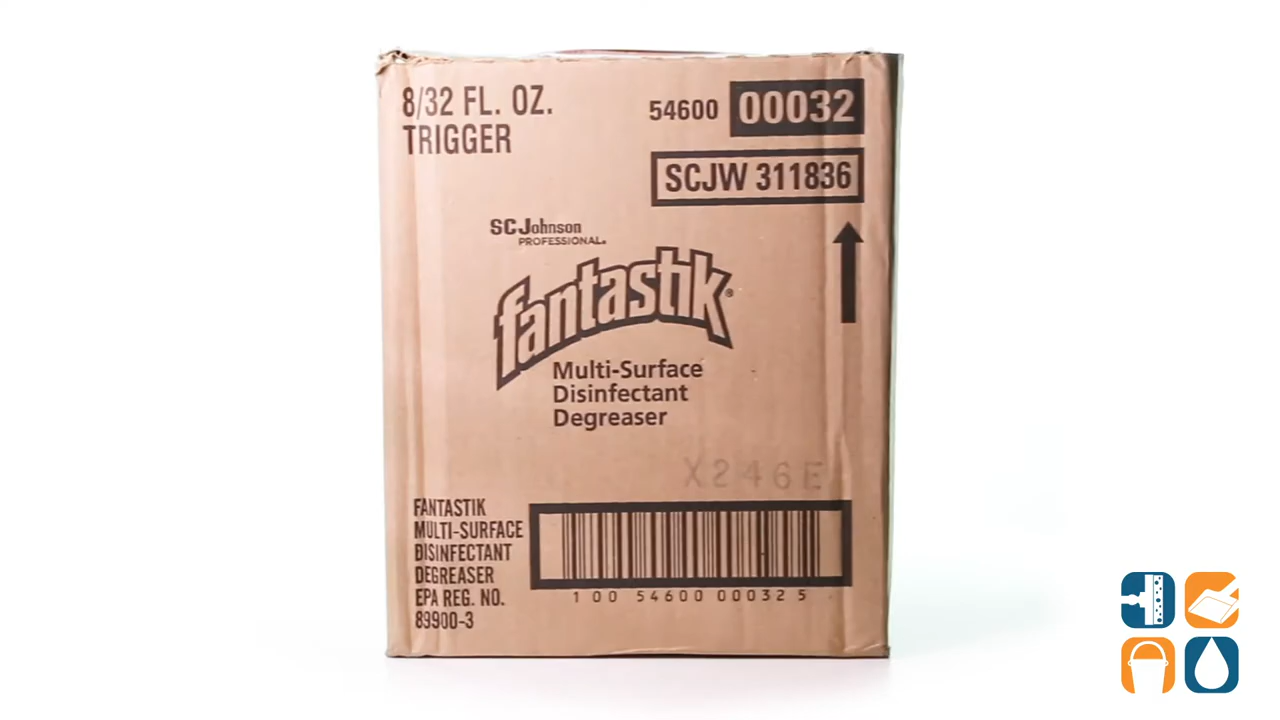 8/32 FL. OZ.
TRIGGER
54600 00032
SCJW 311836
SC Johnson
PROFESSIONAL®
fantastik®
Multi-Surface
Disinfectant
Degreaser
X246E
FANTASTIK
MULTI-SURFACE
DISINFECTANT
DEGREASER
EPA REG. NO.
89900-3
1 00 54600 00032 5